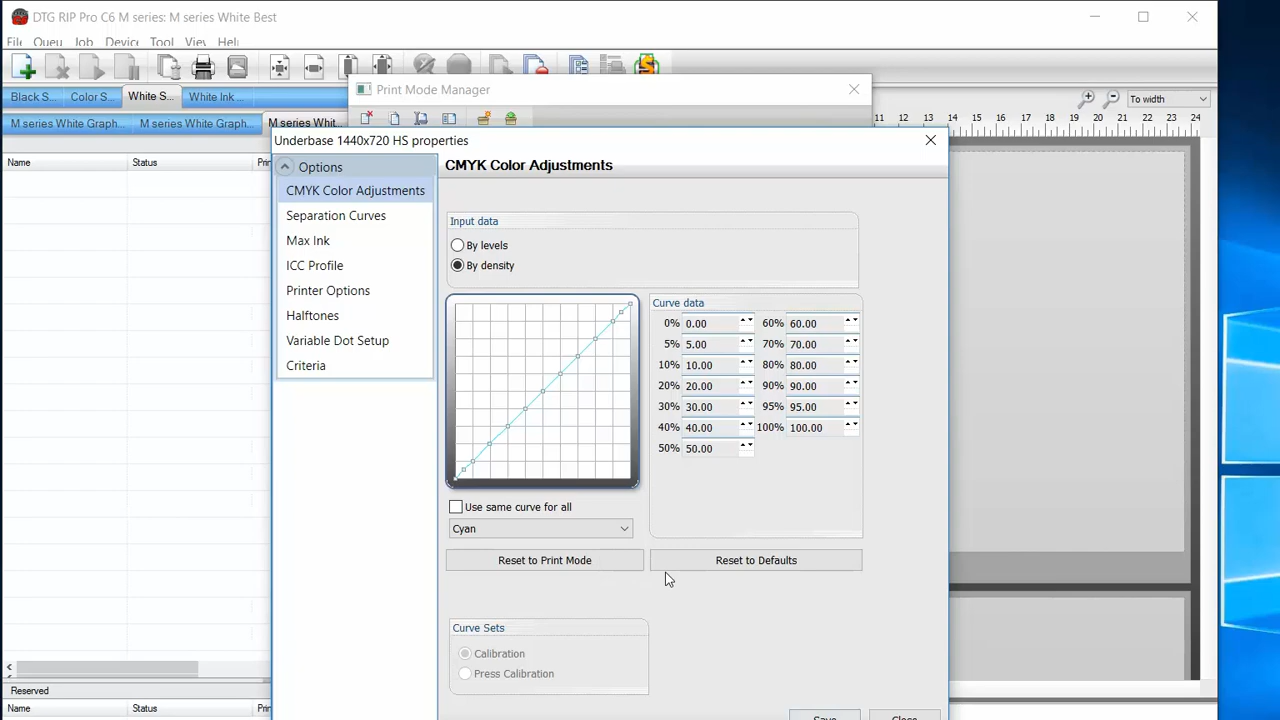 DTG RIP Pro C6 M series: M series White Best
File Queu Job Device Tool View Help
Black S... Color S... White S... White Ink ...
Print Mode Manager
To width
M series White Graph... M series White Graph... M series Whit
11 12 13 14 15 16 17 18 19 20 21 22 23 24
Underbase 1440x720 HS properties
Name Status Prin
Options
CMYK Color Adjustments
Separation Curves
Max Ink
ICC Profile
Printer Options
Halftones
Variable Dot Setup
Criteria
CMYK Color Adjustments
Input data
By levels
By density
Curve data
0% 0.00 60% 60.00
5% 5.00 70% 70.00
10% 10.00 80% 80.00
20% 20.00 90% 90.00
30% 30.00 95% 95.00
40% 40.00 100% 100.00
50% 50.00
Use same curve for all
Cyan
Reset to Print Mode Reset to Defaults
Curve Sets
Calibration
Press Calibration
Save Close
Reserved
Name Status Prin